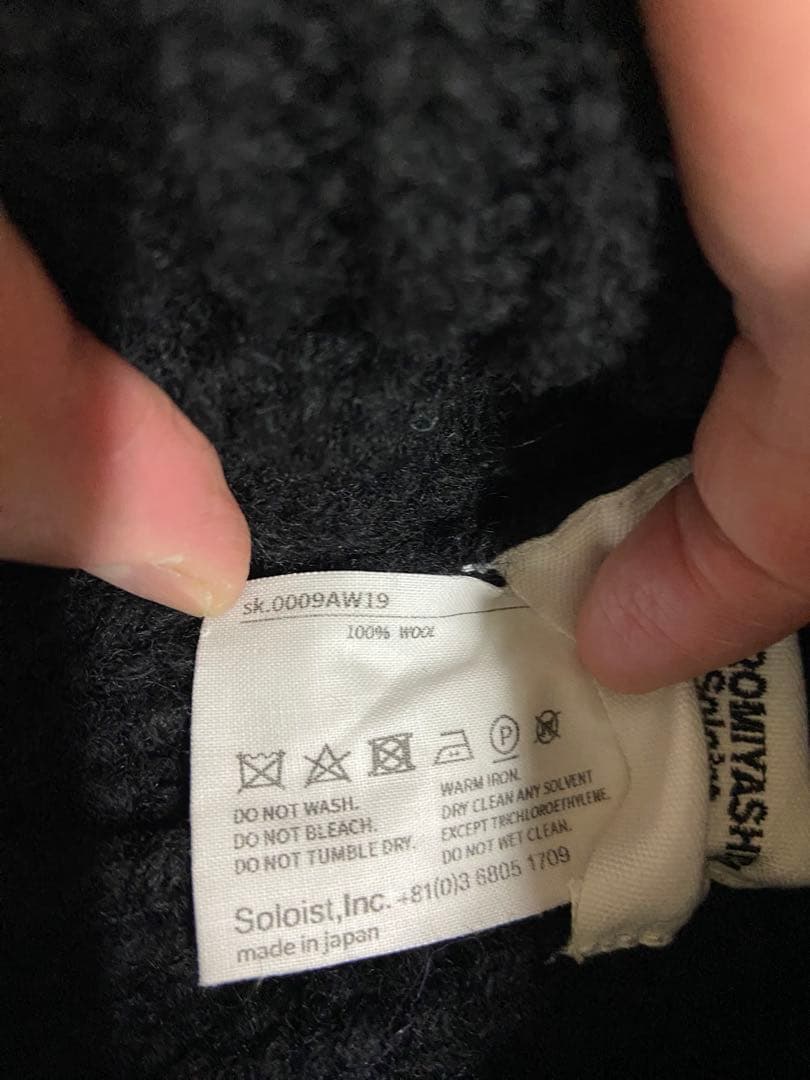 sk.0009AW19
100% WOOL
DO NOT WASH.
DO NOT BLEACH.
DO NOT TUMBLE DRY.
WARM IRON.
DRY CLEAN ANY SOLVENT
EXCEPT TRICHLOROETHYLENE.
DO NOT WET CLEAN.
Soloist,Inc. +81(0)3 6805 1709
made in japan
OMIYASHI